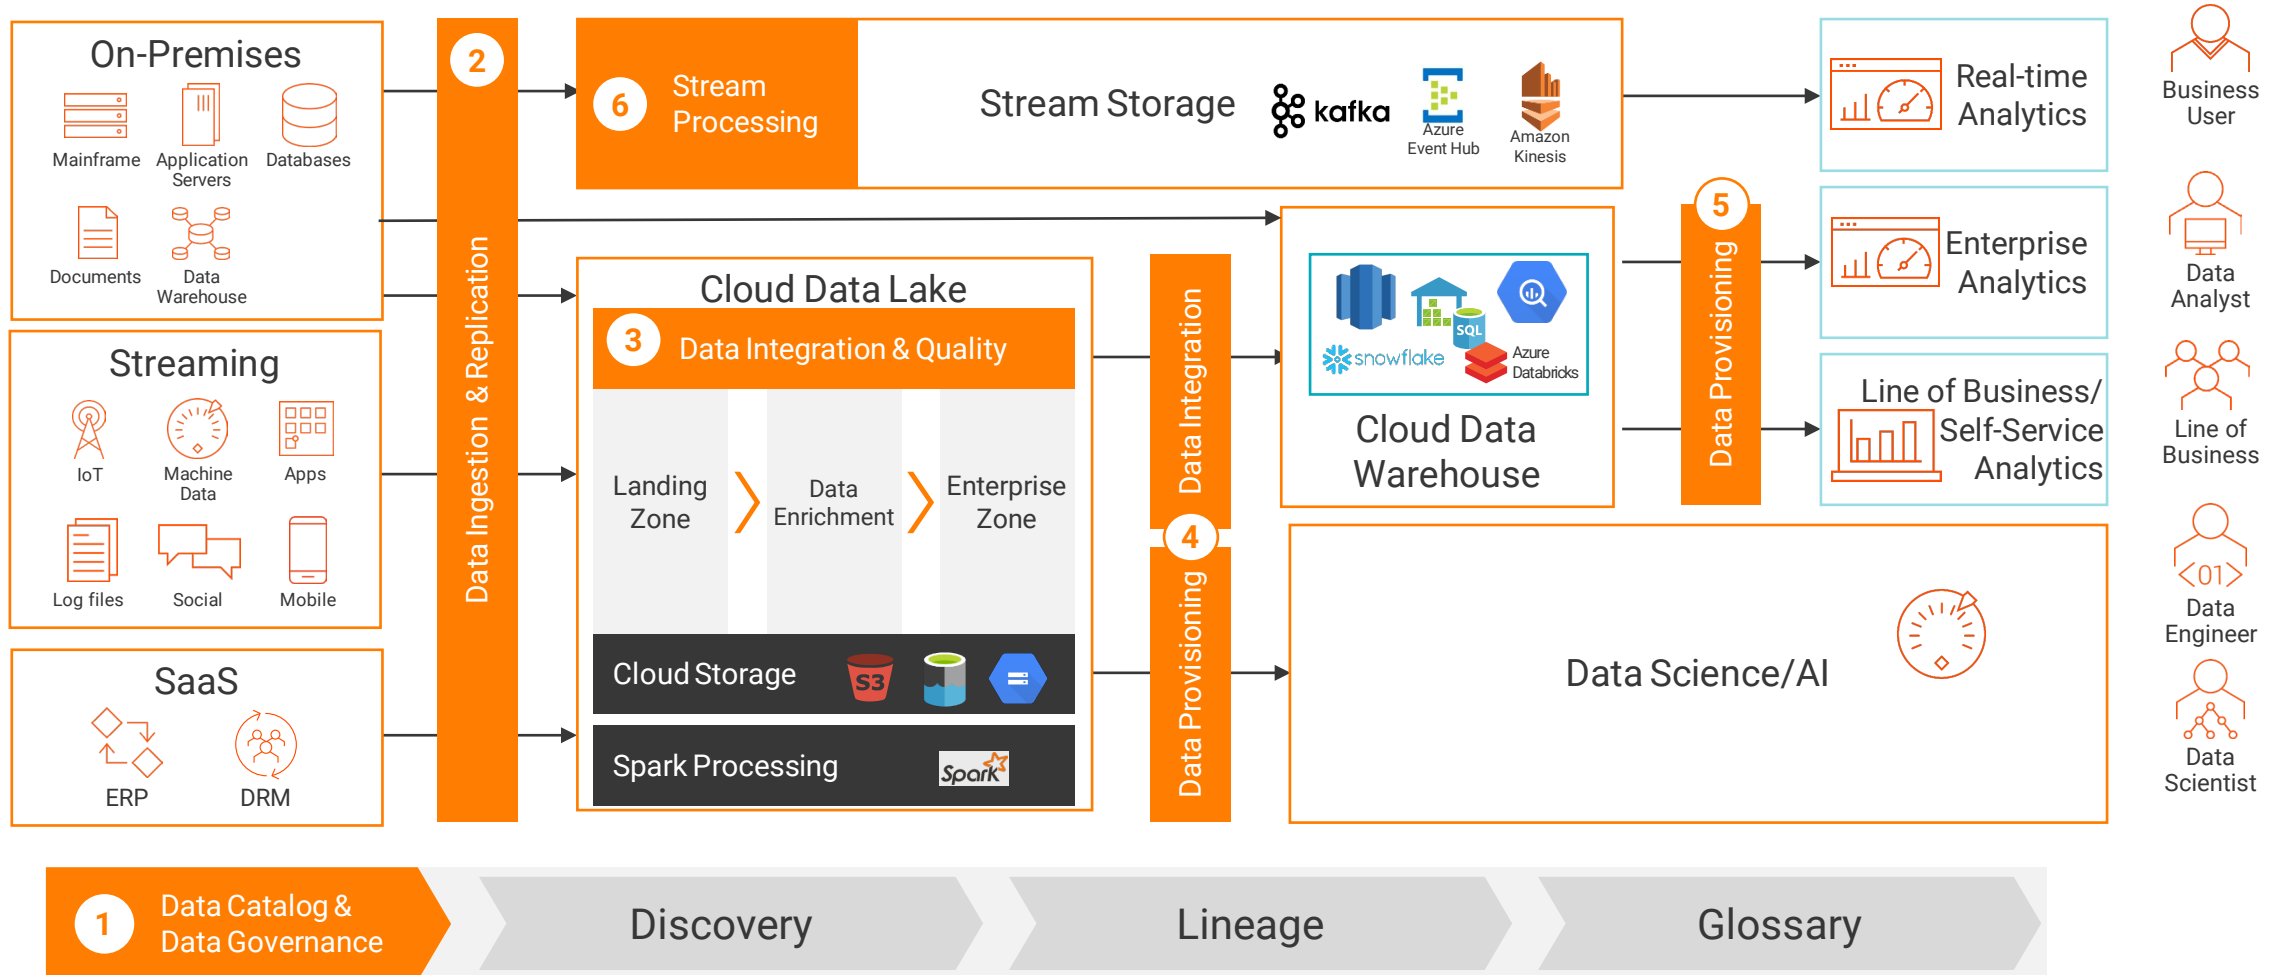 On-Premises
Mainframe
Application
Servers
Databases
Documents
Data
Warehouse
Streaming
IoT
Machine
Data
Apps
Log files
Social
Mobile
SaaS
ERP
DRM
2
Data Ingestion & Replication
6
Stream
Processing
Stream Storage
kafka
Azure
Event Hub
Amazon
Kinesis
Cloud Data Lake
3
Data Integration & Quality
Landing
Zone
Data
Enrichment
Enterprise
Zone
Cloud Storage
S3
Spark Processing
Spark
Data Integration
4
Data Provisioning
SQL
snowflake
Azure
Databricks
Cloud Data
Warehouse
5
Data Provisioning
Real-time
Analytics
Enterprise
Analytics
Line of Business/
Self-Service
Analytics
Data Science/AI
Business
User
Data
Analyst
Line of
Business
<01>
Data
Engineer
Data
Scientist
1
Data Catalog &
Data Governance
Discovery
Lineage
Glossary